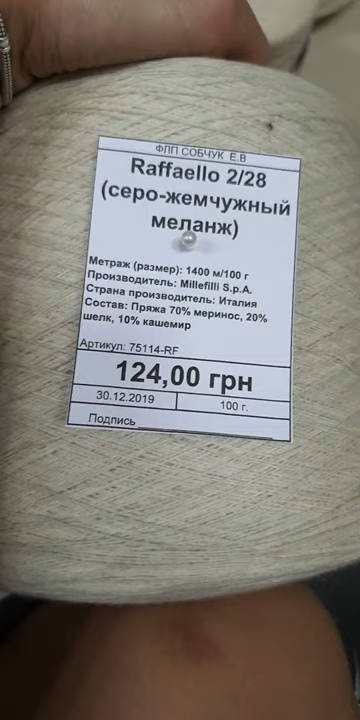 ФЛП СОБЧУК Е.В
Raffaello 2/28
(серо-жемчужный
меланж)
Метраж (размер): 1400 м/100 г
Производитель: Millefilli S.p.A.
Страна производитель: Италия
Состав: Пряжа 70% меринос, 20%
шелк, 10% кашемир
Артикул: 75114-RF
124,00 грн
30.12.2019 100 г.
Подпись